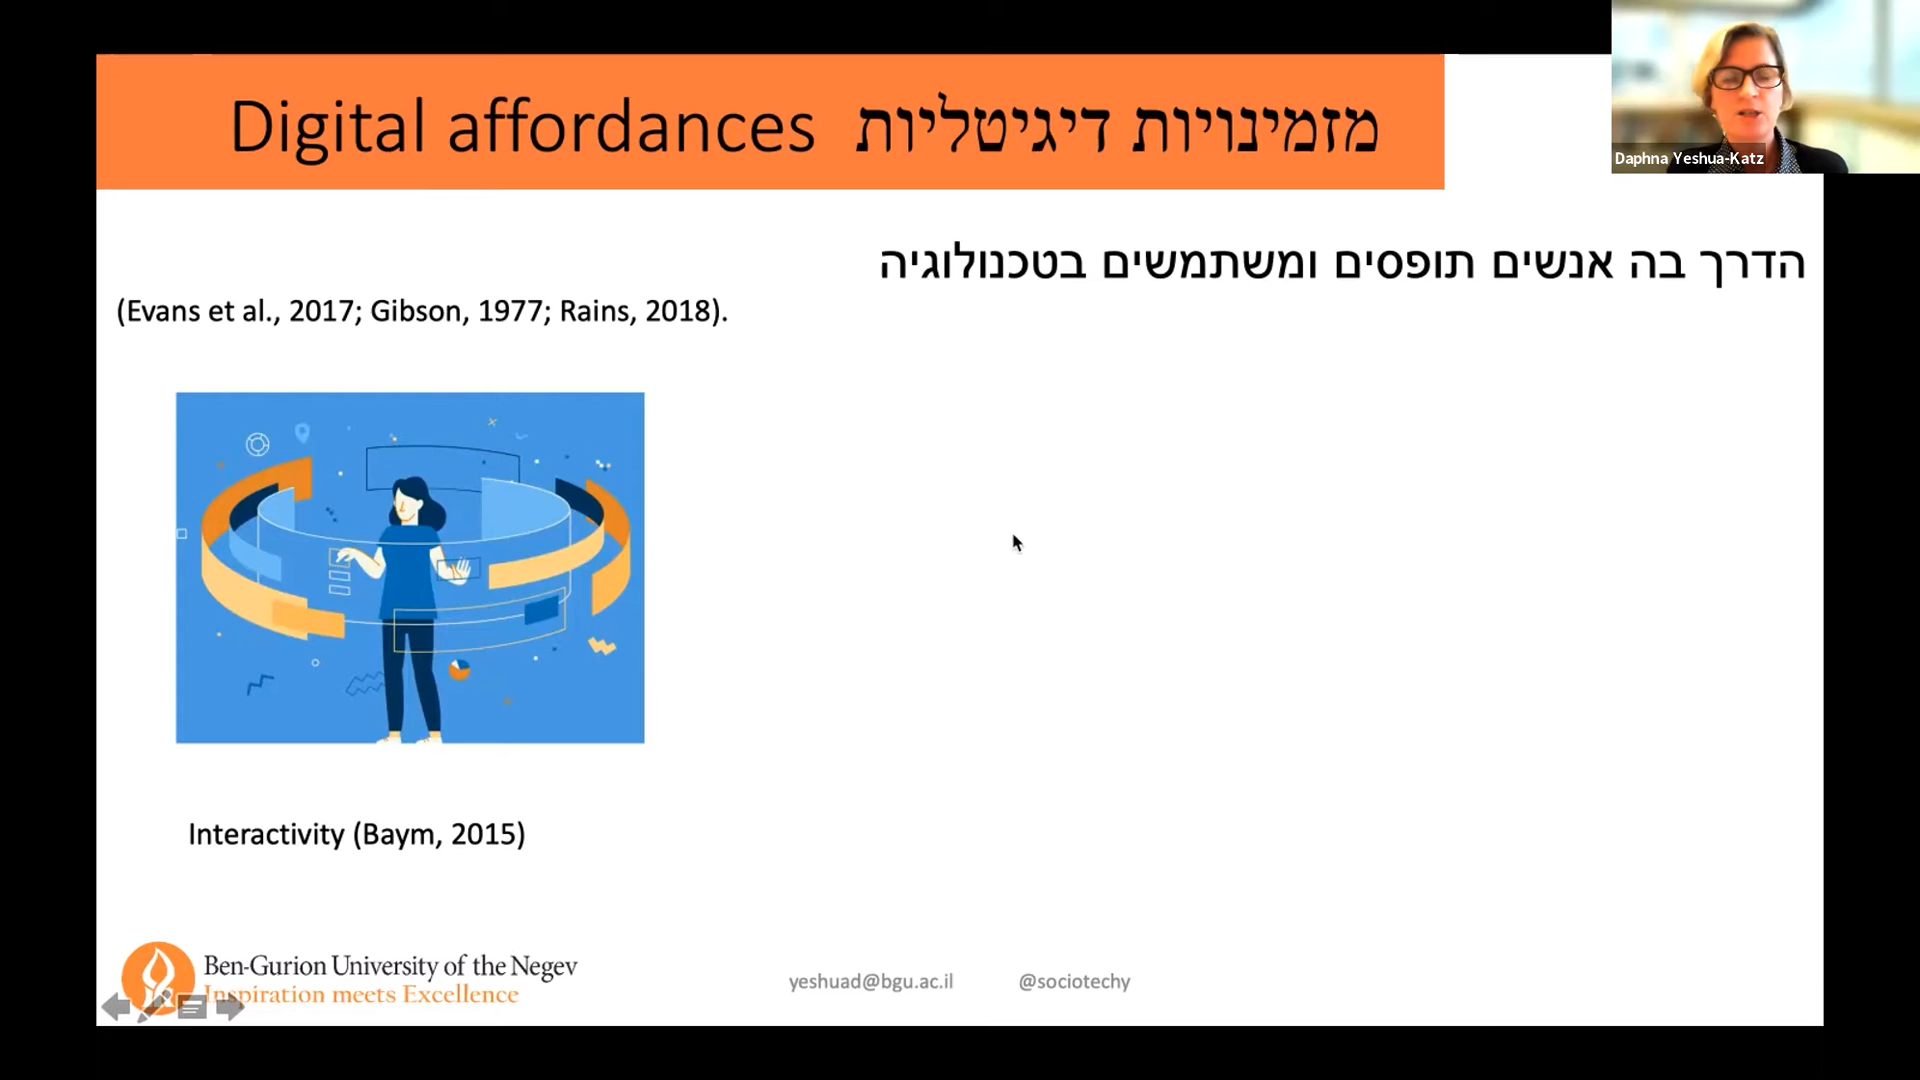 Digital affordances מזמינויות דיגיטליות
Daphna Yeshua-Katz
הדרך בה אנשים תופסים ומשתמשים בטכנולוגיה
(Evans et al., 2017; Gibson, 1977; Rains, 2018).
Interactivity (Baym, 2015)
Ben-Gurion University of the Negev
Inspiration meets Excellence
yeshuad@bgu.ac.il @sociotechy